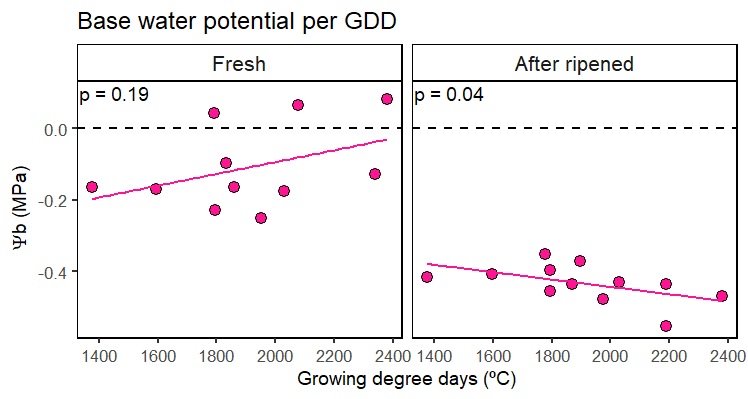 Base water potential per GDD
Fresh
After ripened
p = 0.19
p = 0.04
Ψb (MPa)
0.0
-0.2
-0.4
1400 1600 1800 2000 2200 2400
1400 1600 1800 2000 2200 2400
Growing degree days (ºC)